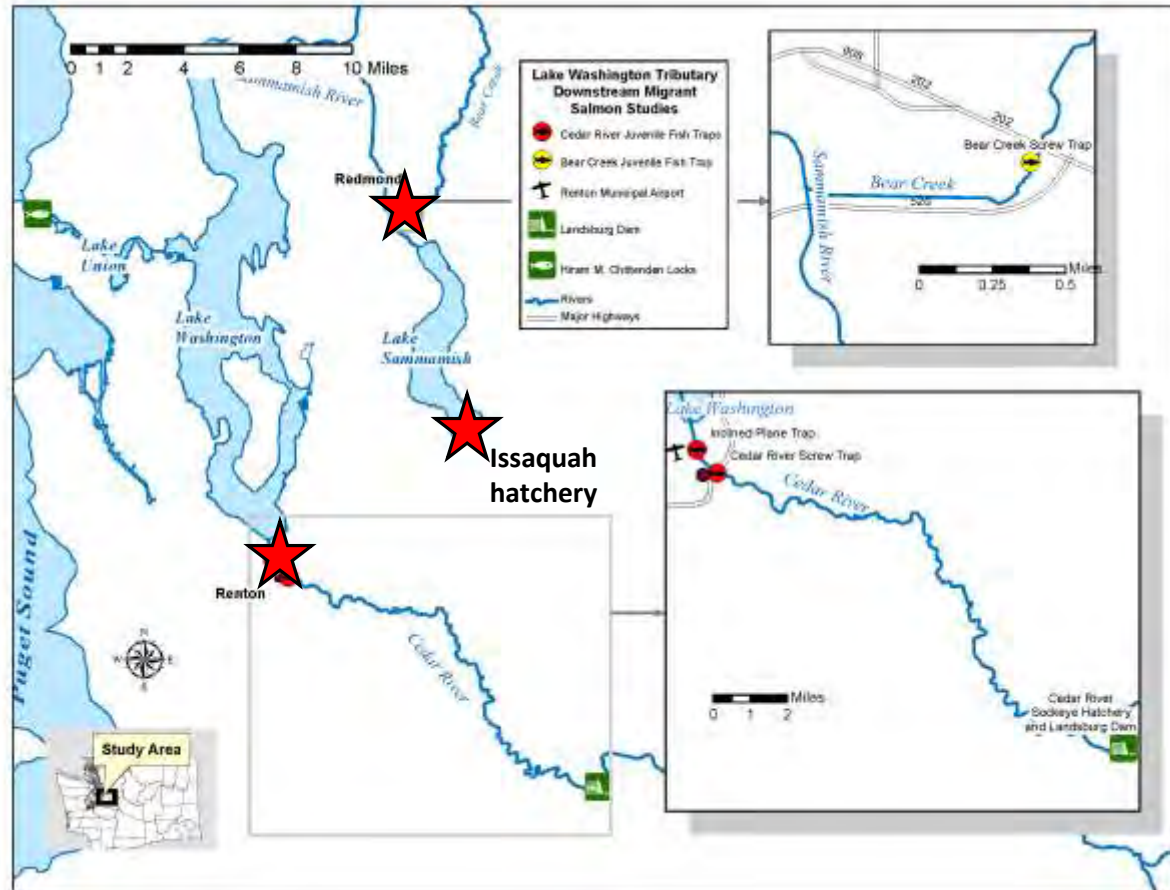 0 1 2 4 6 8 10 Miles
Sammamish River
Bear Creek
Redmond
Lake
Union
Lake
Washington
Lake
Sammamish
Issaquah
hatchery
Renton
Cedar River
Puget Sound
N
W E
S
Study Area
Lake Washington Tributary
Downstream Migrant
Salmon Studies
Cedar River Juvenile Fish Traps
Bear Creek Juvenile Fish Trap
Renton Municipal Airport
Landsburg Dam
Hiram M. Chittenden Locks
Rivers
Major Highways
908
202
202
Bear Creek Screw Trap
Bear Creek
520
Sammamish River
Miles
0 0.25 0.5
Lake Washington
Inclined Plane Trap
Cedar River Screw Trap
Cedar River
Miles
0 1 2
Cedar River
Sockeye Hatchery
and Landsburg Dam